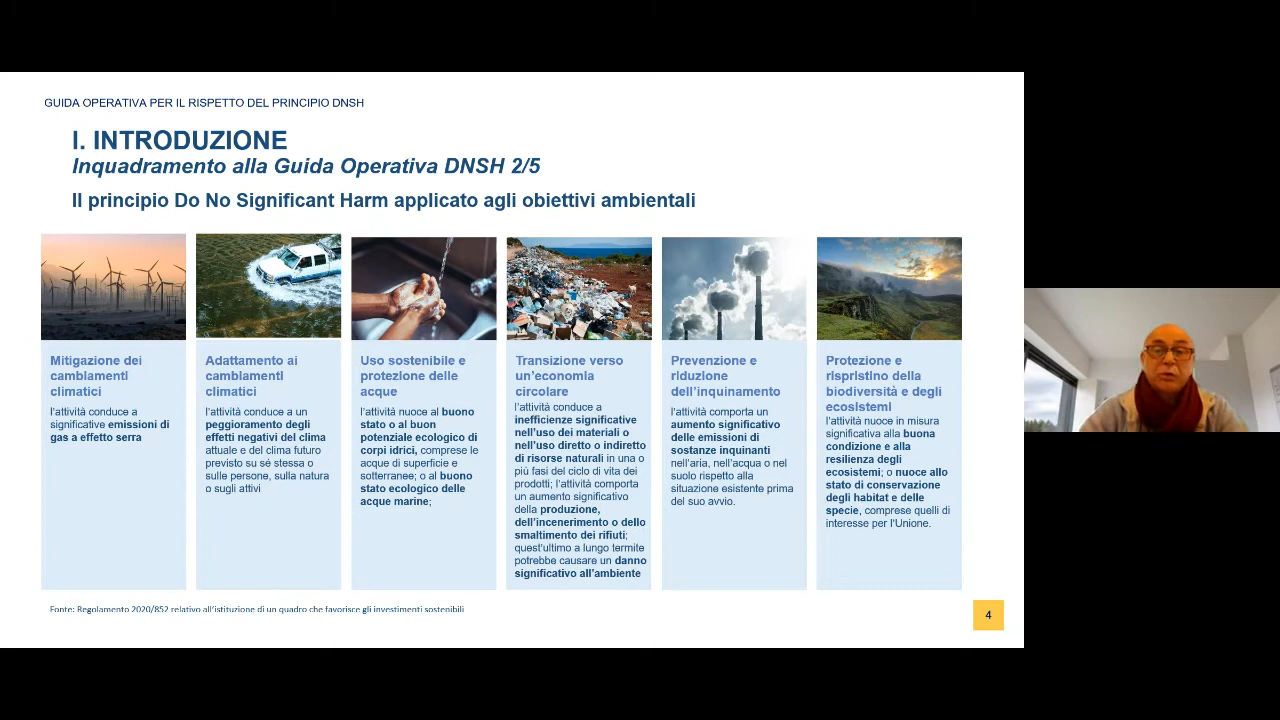 GUIDA OPERATIVA PER IL RISPETTO DEL PRINCIPIO DNSH
I. INTRODUZIONE
Inquadramento alla Guida Operativa DNSH 2/5
Il principio Do No Significant Harm applicato agli obiettivi ambientali
Mitigazione dei
cambiamenti
climatici
l'attività conduce a
significative emissioni di
gas a effetto serra
Adattamento ai
cambiamenti
climatici
l'attività conduce a un
peggioramento degli
effetti negativi del clima
attuale e del clima futuro
previsto su sé stessa o
sulle persone, sulla natura
o sugli attivi
Uso sostenibile e
protezione delle
acque
l'attività nuoce al buono
stato o al buon
potenziale ecologico di
corpi idrici, comprese le
acque di superficie e
sotterranee; o al buono
stato ecologico delle
acque marine;
Transizione verso
un'economia
circolare
l'attività conduce a
inefficienze significative
nell'uso dei materiali o
nell'uso diretto o indiretto
di risorse naturali in una o
più fasi del ciclo di vita dei
prodotti; l'attività comporta
un aumento significativo
della produzione,
dell'incenerimento o dello
smaltimento dei rifiuti;
quest'ultimo a lungo termite
potrebbe causare un danno
significativo all'ambiente
Prevenzione e
riduzione
dell'inquinamento
l'attività comporta un
aumento significativo
delle emissioni di
sostanze inquinanti
nell'aria, nell'acqua o nel
suolo rispetto alla
situazione esistente prima
del suo avvio.
Protezione e
rispristino della
biodiversità e degli
ecosistemi
l'attività nuoce in misura
significativa alla buona
condizione e alla
resilienza degli
ecosistemi; o nuoce allo
stato di conservazione
degli habitat e delle
specie, comprese quelli di
interesse per l'Unione.
Fonte: Regolamento 2020/852 relativo all'istituzione di un quadro che favorisce gli investimenti sostenibili
4